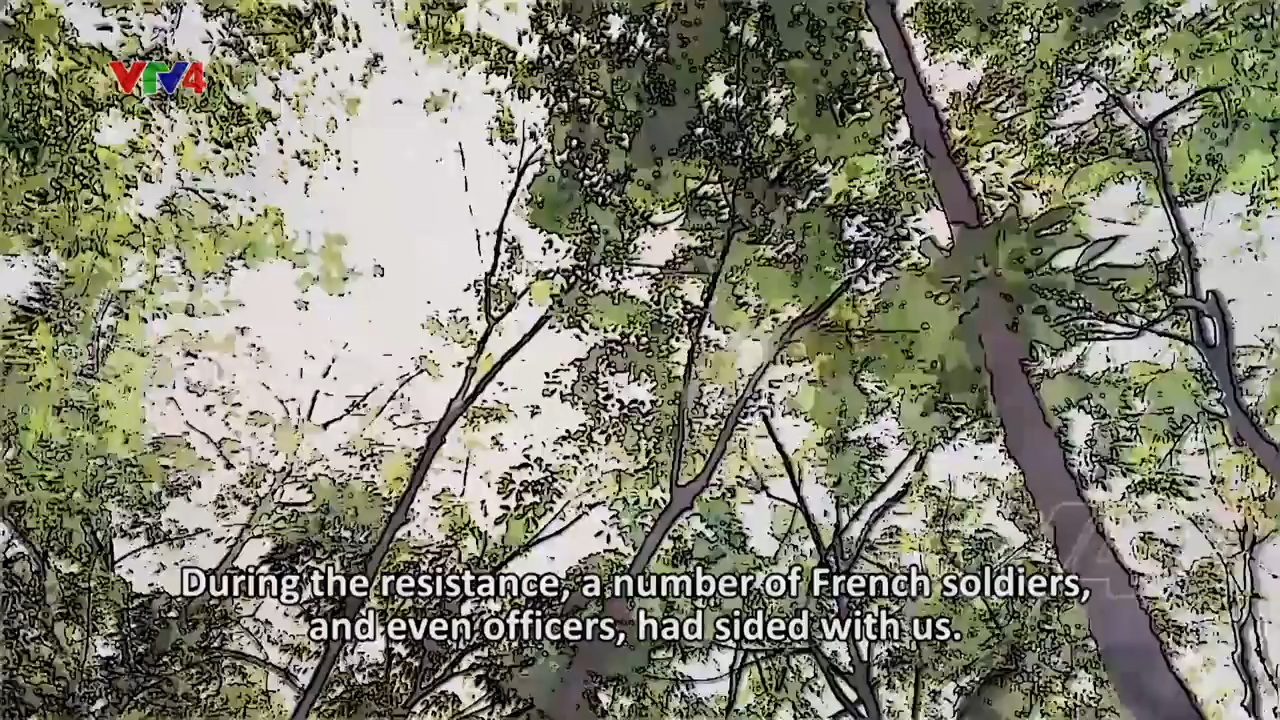 VTV4
During the resistance, a number of French soldiers,
and even officers, had sided with us.